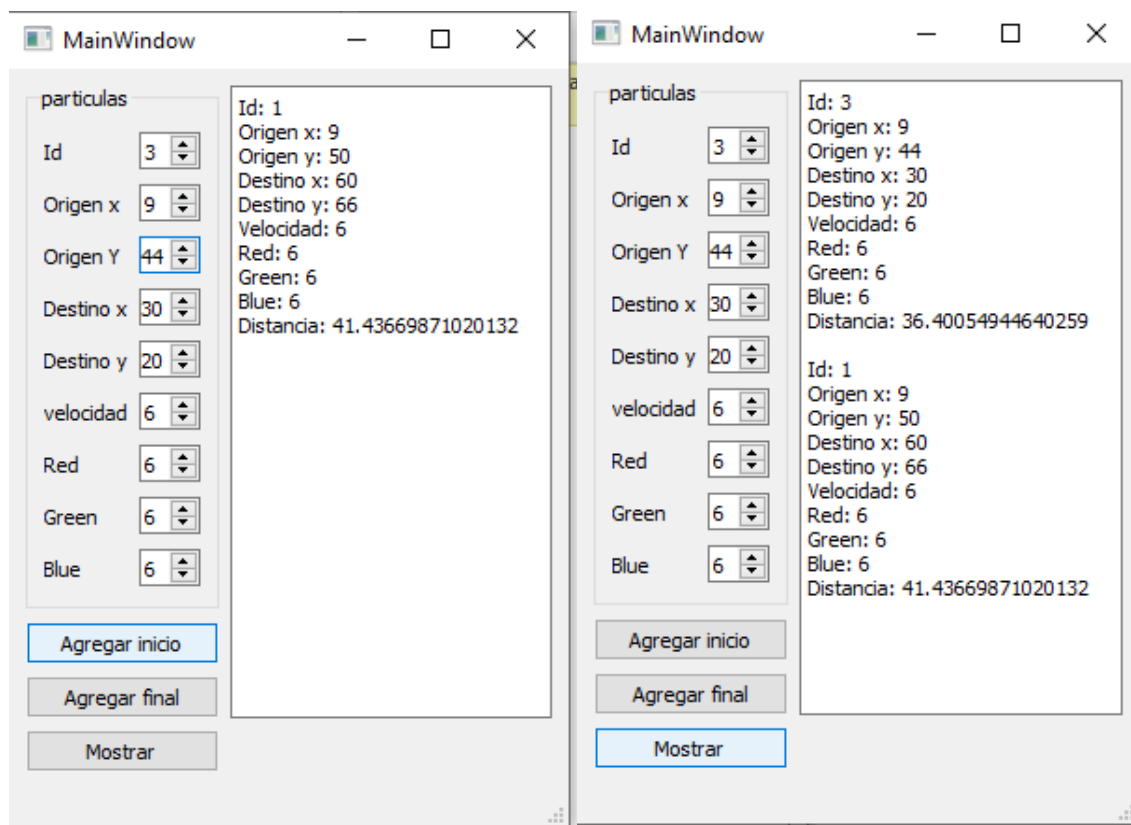 MainWindow
particulas
Id 3
Origen x 9
Origen Y 44
Destino x 30
Destino y 20
velocidad 6
Red 6
Green 6
Blue 6
Agregar inicio
Agregar final
Mostrar
Id: 1
Origen x: 9
Origen y: 50
Destino x: 60
Destino y: 66
Velocidad: 6
Red: 6
Green: 6
Blue: 6
Distancia: 41.43669871020132
MainWindow
particulas
Id 3
Origen x 9
Origen Y 44
Destino x 30
Destino y 20
velocidad 6
Red 6
Green 6
Blue 6
Agregar inicio
Agregar final
Mostrar
Id: 3
Origen x: 9
Origen y: 44
Destino x: 30
Destino y: 20
Velocidad: 6
Red: 6
Green: 6
Blue: 6
Distancia: 36.40054944640259
Id: 1
Origen x: 9
Origen y: 50
Destino x: 60
Destino y: 66
Velocidad: 6
Red: 6
Green: 6
Blue: 6
Distancia: 41.43669871020132